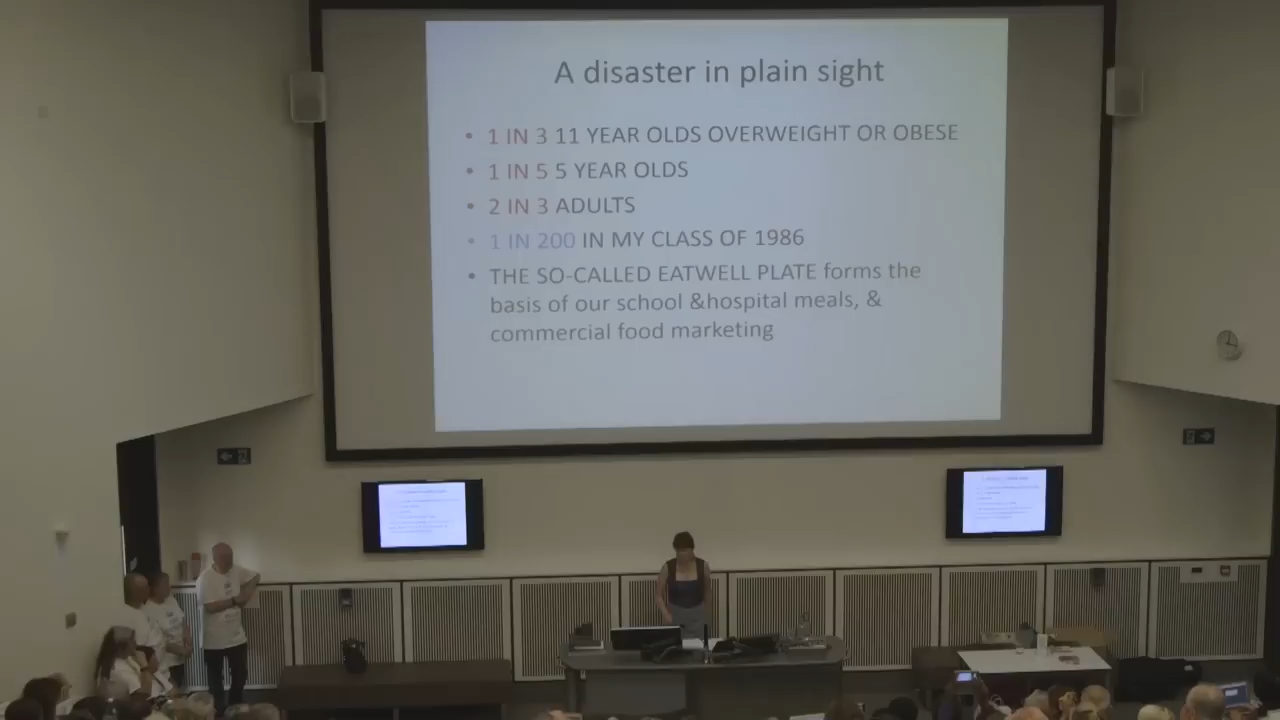 A disaster in plain sight
• 1 IN 3 11 YEAR OLDS OVERWEIGHT OR OBESE
• 1 IN 5 5 YEAR OLDS
• 2 IN 3 ADULTS
• 1 IN 200 IN MY CLASS OF 1986
• THE SO-CALLED EATWELL PLATE forms the
basis of our school &hospital meals, &
commercial food marketing